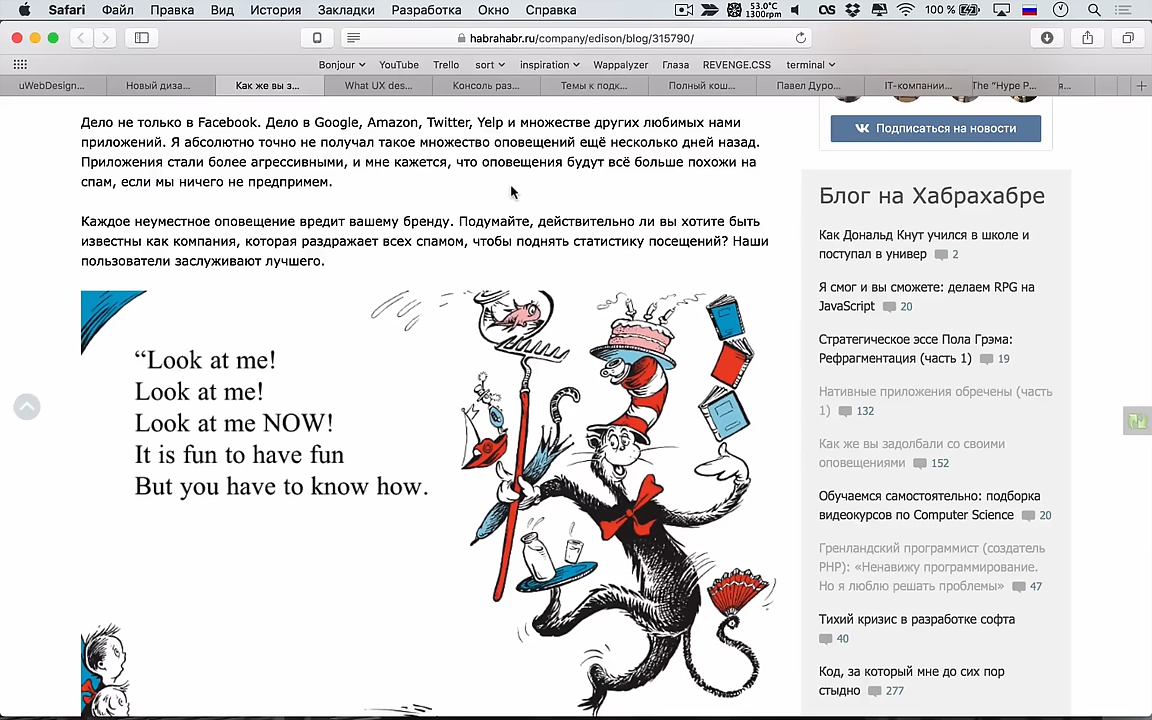 Safari Файл Правка Вид История Закладки Разработка Окно Справка 53.0°C 1300rpm 100 %
habrahabr.ru/company/edison/blog/315790/
Bonjour YouTube Trello sort inspiration Wappalyzer Глаза REVENGE.CSS terminal
uWebDesign... Новый диза... Как же вы з... What UX des... Консоль раз... Темы к подк... Полный кош... Павел Дуро... IT-компании... The "Hype P... я...
Дело не только в Facebook. Дело в Google, Amazon, Twitter, Yelp и множестве других любимых нами
приложений. Я абсолютно точно не получал такое множество оповещений ещё несколько дней назад.
Приложения стали более агрессивными, и мне кажется, что оповещения будут всё больше похожи на
спам, если мы ничего не предпримем.
Каждое неуместное оповещение вредит вашему бренду. Подумайте, действительно ли вы хотите быть
известны как компания, которая раздражает всех спамом, чтобы поднять статистику посещений? Наши
пользователи заслуживают лучшего.
“Look at me!
Look at me!
Look at me NOW!
It is fun to have fun
But you have to know how.
Подписаться на новости
Блог на Хабрахабре
Как Дональд Кнут учился в школе и
поступал в универ 2
Я смог и вы сможете: делаем RPG на
JavaScript 20
Стратегическое эссе Пола Грэма:
Рефрагментация (часть 1) 19
Нативные приложения обречены (часть
1) 132
Как же вы задолбали со своими
оповещениями 152
Обучаемся самостоятельно: подборка
видеокурсов по Computer Science 20
Гренландский программист (создатель
PHP): «Ненавижу программирование.
Но я люблю решать проблемы» 47
Тихий кризис в разработке софта
40
Код, за который мне до сих пор
стыдно 277